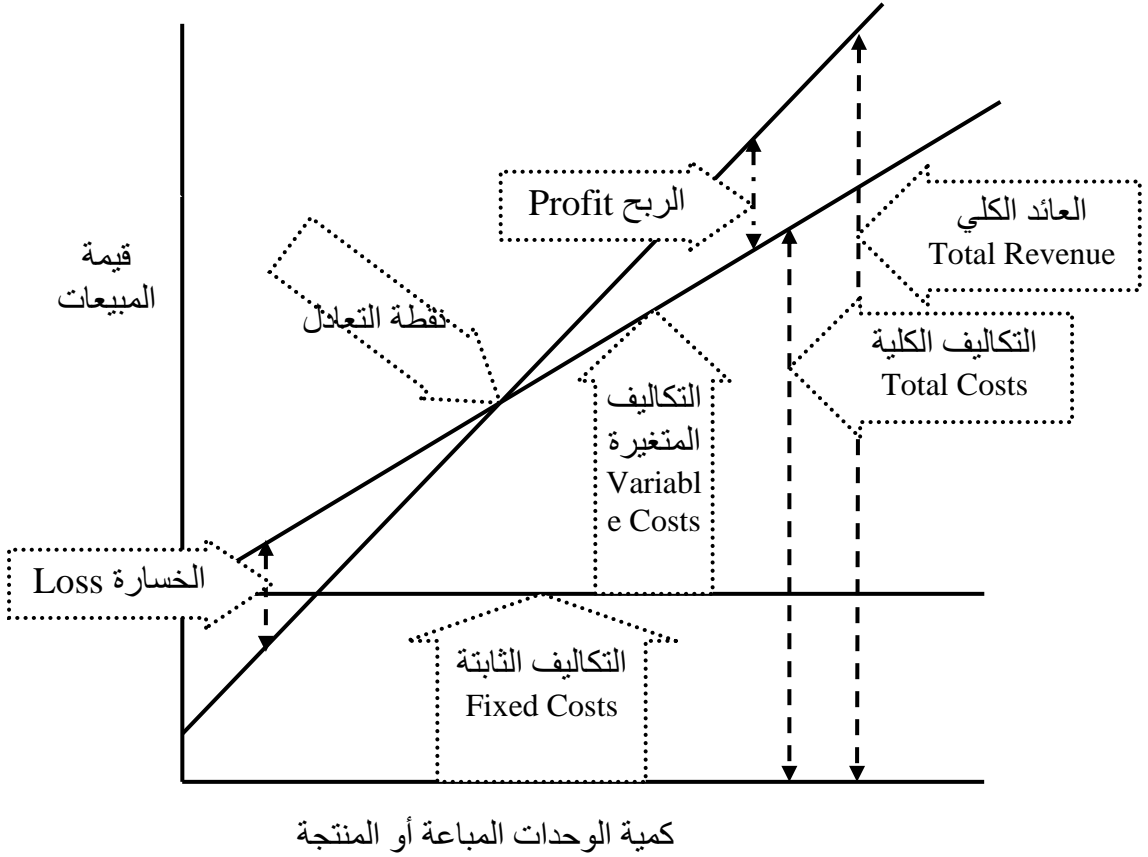 الربح Profit
العائد الكلي
Total Revenue
قيمة
المبيعات
نقطة التعادل
التكاليف الكلية
Total Costs
التكاليف
المتغيرة
Variabl
e Costs
الخسارة Loss
التكاليف الثابتة
Fixed Costs
كمية الوحدات المباعة أو المنتجة